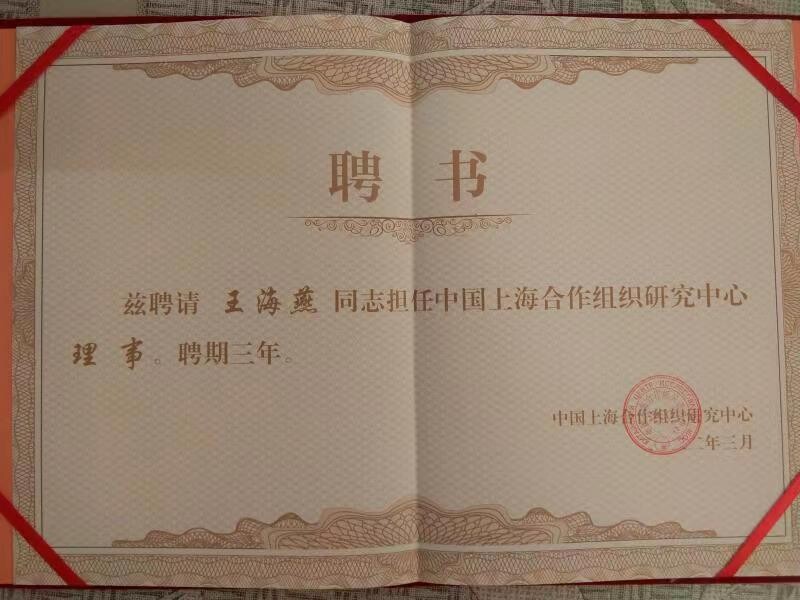 聘书
兹聘请 王海燕 同志担任中国上海合作组织研究中心
理事。聘期三年。
中国上海合作组织研究中心
二年三月